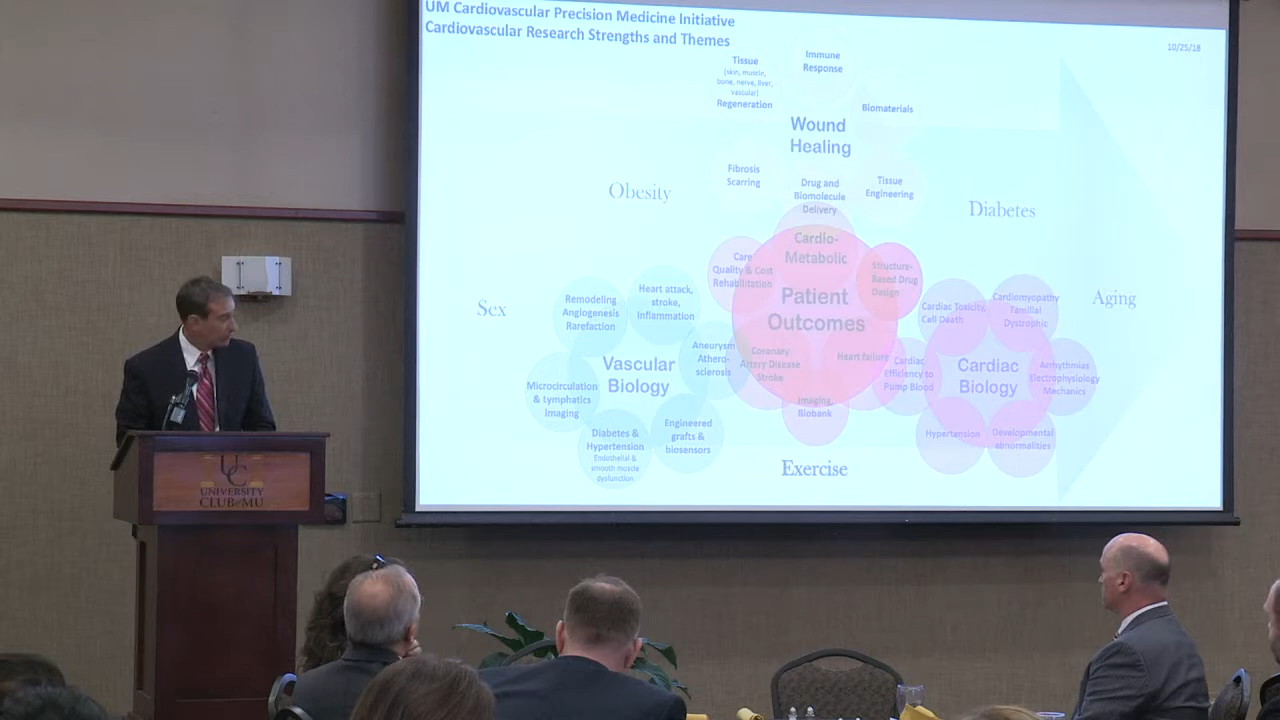 UM Cardiovascular Precision Medicine Initiative
Cardiovascular Research Strengths and Themes
10/25/18
Tissue
(skin, muscle,
bone, nerve, liver,
vascular)
Regeneration
Immune
Response
Biomaterials
Wound
Healing
Fibrosis
Scarring
Drug and
Biomolecule
Delivery
Tissue
Engineering
Obesity
Diabetes
Sex
Aging
Exercise
Cardio-
Metabolic
Care
Quality & Cost
Rehabilitation
Structure-
Based Drug
Design
Patient
Outcomes
Coronary
Artery Disease
Stroke
Heart failure
Imaging,
Biobank
Remodeling
Angiogenesis
Rarefaction
Heart attack,
stroke,
Inflammation
Aneurysm
Athero-
sclerosis
Vascular
Biology
Microcirculation
& lymphatics
Imaging
Diabetes &
Hypertension
Endothelial &
smooth muscle
dysfunction
Engineered
grafts &
biosensors
Cardiac Toxicity,
Cell Death
Cardiomyopathy
Familial
Dystrophic
Cardiac
Efficiency to
Pump Blood
Cardiac
Biology
Arrhythmias
Electrophysiology
Mechanics
Hypertension
Developmental
abnormalities
UC
UNIVERSITY
CLUB of MU